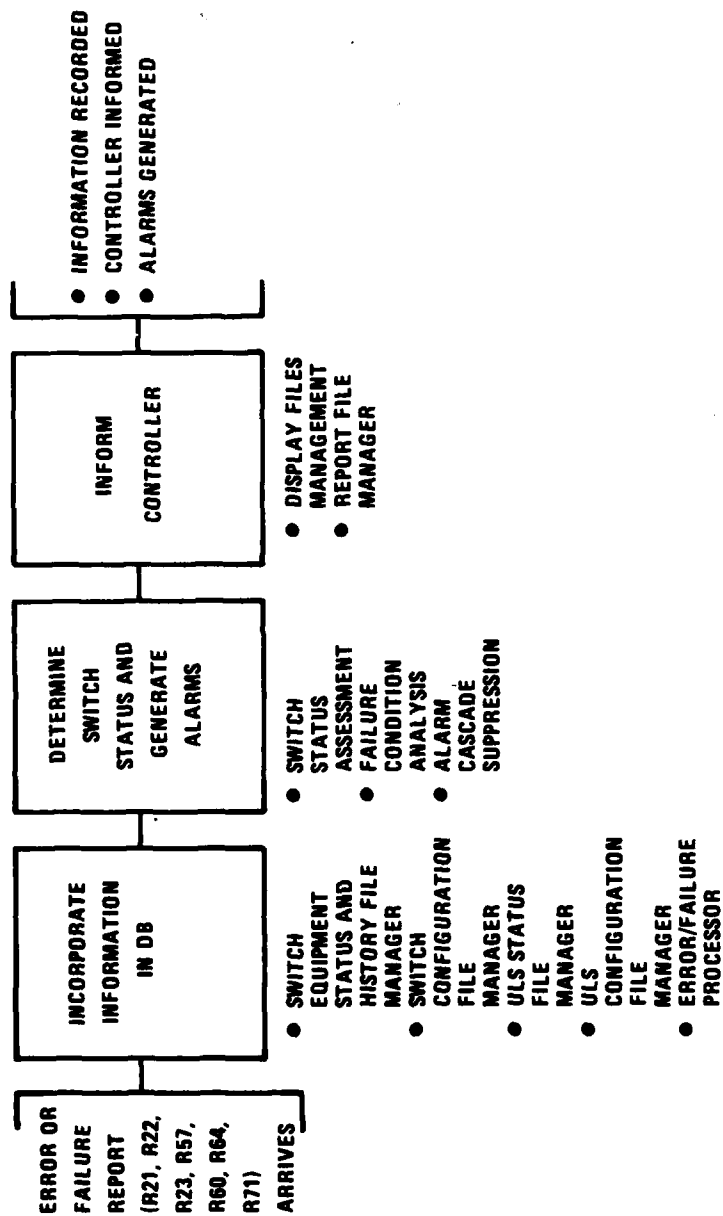 ERROR OR
FAILURE
REPORT
(R21, R22,
R23, R57,
R60, R64,
R71)
ARRIVES
INCORPORATE
INFORMATION
IN DB
● SWITCH
EQUIPMENT
STATUS AND
HISTORY FILE
MANAGER
● SWITCH
CONFIGURATION
FILE
MANAGER
● ULS STATUS
FILE
MANAGER
● ULS
CONFIGURATION
FILE
MANAGER
● ERROR/FAILURE
PROCESSOR
DETERMINE
SWITCH
STATUS AND
GENERATE
ALARMS
● SWITCH
STATUS
ASSESSMENT
● FAILURE
CONDITION
ANALYSIS
● ALARM
CASCADE
SUPPRESSION
INFORM
CONTROLLER
● DISPLAY FILES
MANAGEMENT
● REPORT FILE
MANAGER
● INFORMATION RECORDED
● CONTROLLER INFORMED
● ALARMS GENERATED